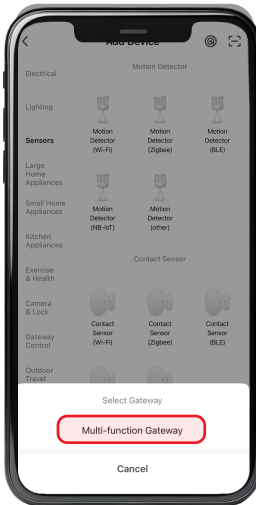 Add Device
Electrical
Lighting
Sensors
Large
Home
Appliances
Small Home
Appliances
Kitchen
Appliances
Exercise
& Health
Camera
& Lock
Gateway
Control
Outdoor
Travel
Motion Detector
Motion
Detector
(Wi-Fi)
Motion
Detector
(Zigbee)
Motion
Detector
(BLE)
Motion
Detector
(NB-IoT)
Motion
Detector
(other)
Contact Sensor
Contact
Sensor
(Wi-Fi)
Contact
Sensor
(Zigbee)
Contact
Sensor
(BLE)
Select Gateway
Multi-function Gateway
Cancel